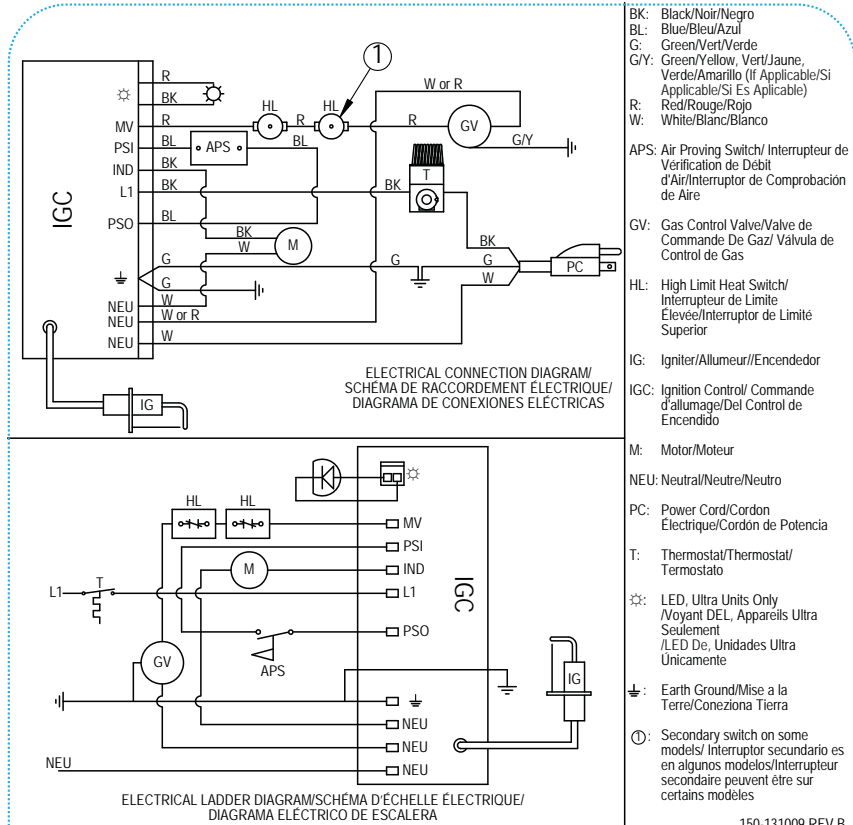 1
R
BK
HL
HL
W or R
MV
R
R
R
GV
PSI
BL
APS
BL
G/Y
IND
BK
T
IGC
L1
BK
BK
PSO
BL
BK
W
M
BK
G
G
G
PC
G
W
NEU
W
NEU
W or R
NEU
W
IG
ELECTRICAL CONNECTION DIAGRAM/
SCHÉMA DE RACCORDEMENT ÉLECTRIQUE/
DIAGRAMA DE CONEXIONES ELÉCTRICAS
HL
HL
MV
PSI
M
IND
L1
T
L1
IGC
PSO
GV
APS
IG
NEU
NEU
NEU
NEU
ELECTRICAL LADDER DIAGRAM/SCHÉMA D'ÉCHELLE ÉLECTRIQUE/
DIAGRAMA ELÉCTRICO DE ESCALERA
BK: Black/Noir/Negro
BL: Blue/Bleu/Azul
G: Green/Vert/Verde
G/Y: Green/Yellow, Vert/Jaune,
Verde/Amarillo (If Applicable/Si
Applicable/Si Es Aplicable)
R: Red/Rouge/Rojo
W: White/Blanc/Blanco
APS: Air Proving Switch/ Interrupteur de
Vérification de Débit
d'Air/Interruptor de Comprobación
de Aire
GV: Gas Control Valve/Valve de
Commande De Gaz/ Válvula de
Control de Gas
HL: High Limit Heat Switch/
Interrupteur de Limite
Élevée/Interruptor de Limité
Superior
IG: Igniter/Allumeur//Encendedor
IGC: Ignition Control/ Commande
d'allumage/Del Control de
Encendido
M: Motor/Moteur
NEU: Neutral/Neutre/Neutro
PC: Power Cord/Cordon
Électrique/Cordón de Potencia
T: Thermostat/Thermostat/
Termostato
: LED, Ultra Units Only
/Voyant DEL, Appareils Ultra
Seulement
/LED De, Unidades Ultra
Únicamente
: Earth Ground/Mise a la
Terre/Coneziona Tierra
1: Secondary switch on some
models/ Interruptor secundario es
en algunos modelos/Interrupteur
secondaire peuvent être sur
certains modèles
150-131009 REV B